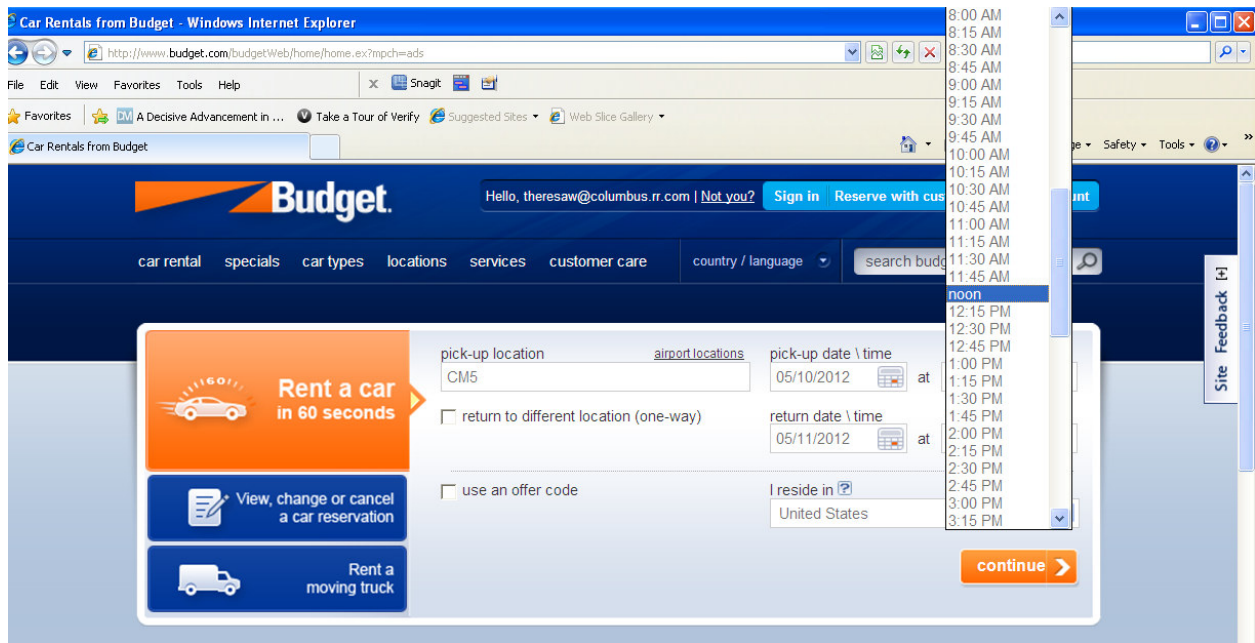 Car Rentals from Budget - Windows Internet Explorer
http://www.budget.com/budgetWeb/home/home.ex?mpch=ads
File Edit View Favorites Tools Help
x Snagit
Favorites A Decisive Advancement in ... Take a Tour of Verify Suggested Sites Web Slice Gallery
Car Rentals from Budget
Safety Tools
Budget
Hello, theresaw@columbus.rr.com | Not you? Sign in Reserve with
car rental specials car types locations services customer care country / language search
Site Feedback [+]
Rent a car
in 60 seconds
60
View, change or cancel
a car reservation
Rent a
moving truck
pick-up location airport locations
CM5
return to different location (one-way)
use an offer code
pick-up date \ time
05/10/2012 at
return date \ time
05/11/2012 at
I reside in ?
United States
continue
8:00 AM
8:15 AM
8:30 AM
8:45 AM
9:00 AM
9:15 AM
9:30 AM
9:45 AM
10:00 AM
10:15 AM
10:30 AM
10:45 AM
11:00 AM
11:15 AM
11:30 AM
11:45 AM
noon
12:15 PM
12:30 PM
12:45 PM
1:00 PM
1:15 PM
1:30 PM
1:45 PM
2:00 PM
2:15 PM
2:30 PM
2:45 PM
3:00 PM
3:15 PM